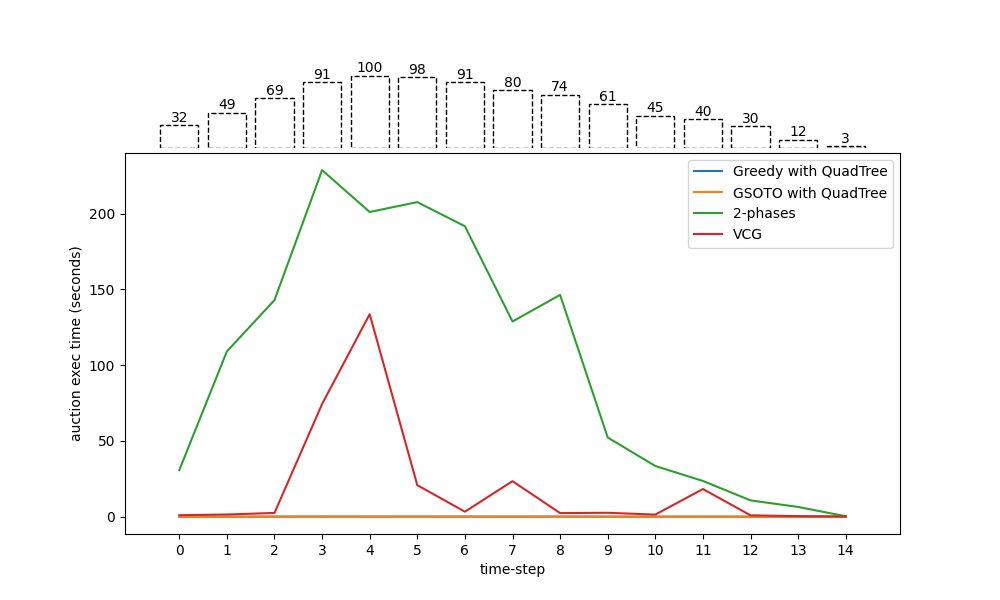 32 49 69 91 100 98 91 80 74 61 45 40 30 12 3
Greedy with QuadTree
GSOTO with QuadTree
2-phases
VCG
auction exec time (seconds)
200
150
100
50
0
0 1 2 3 4 5 6 7 8 9 10 11 12 13 14
time-step